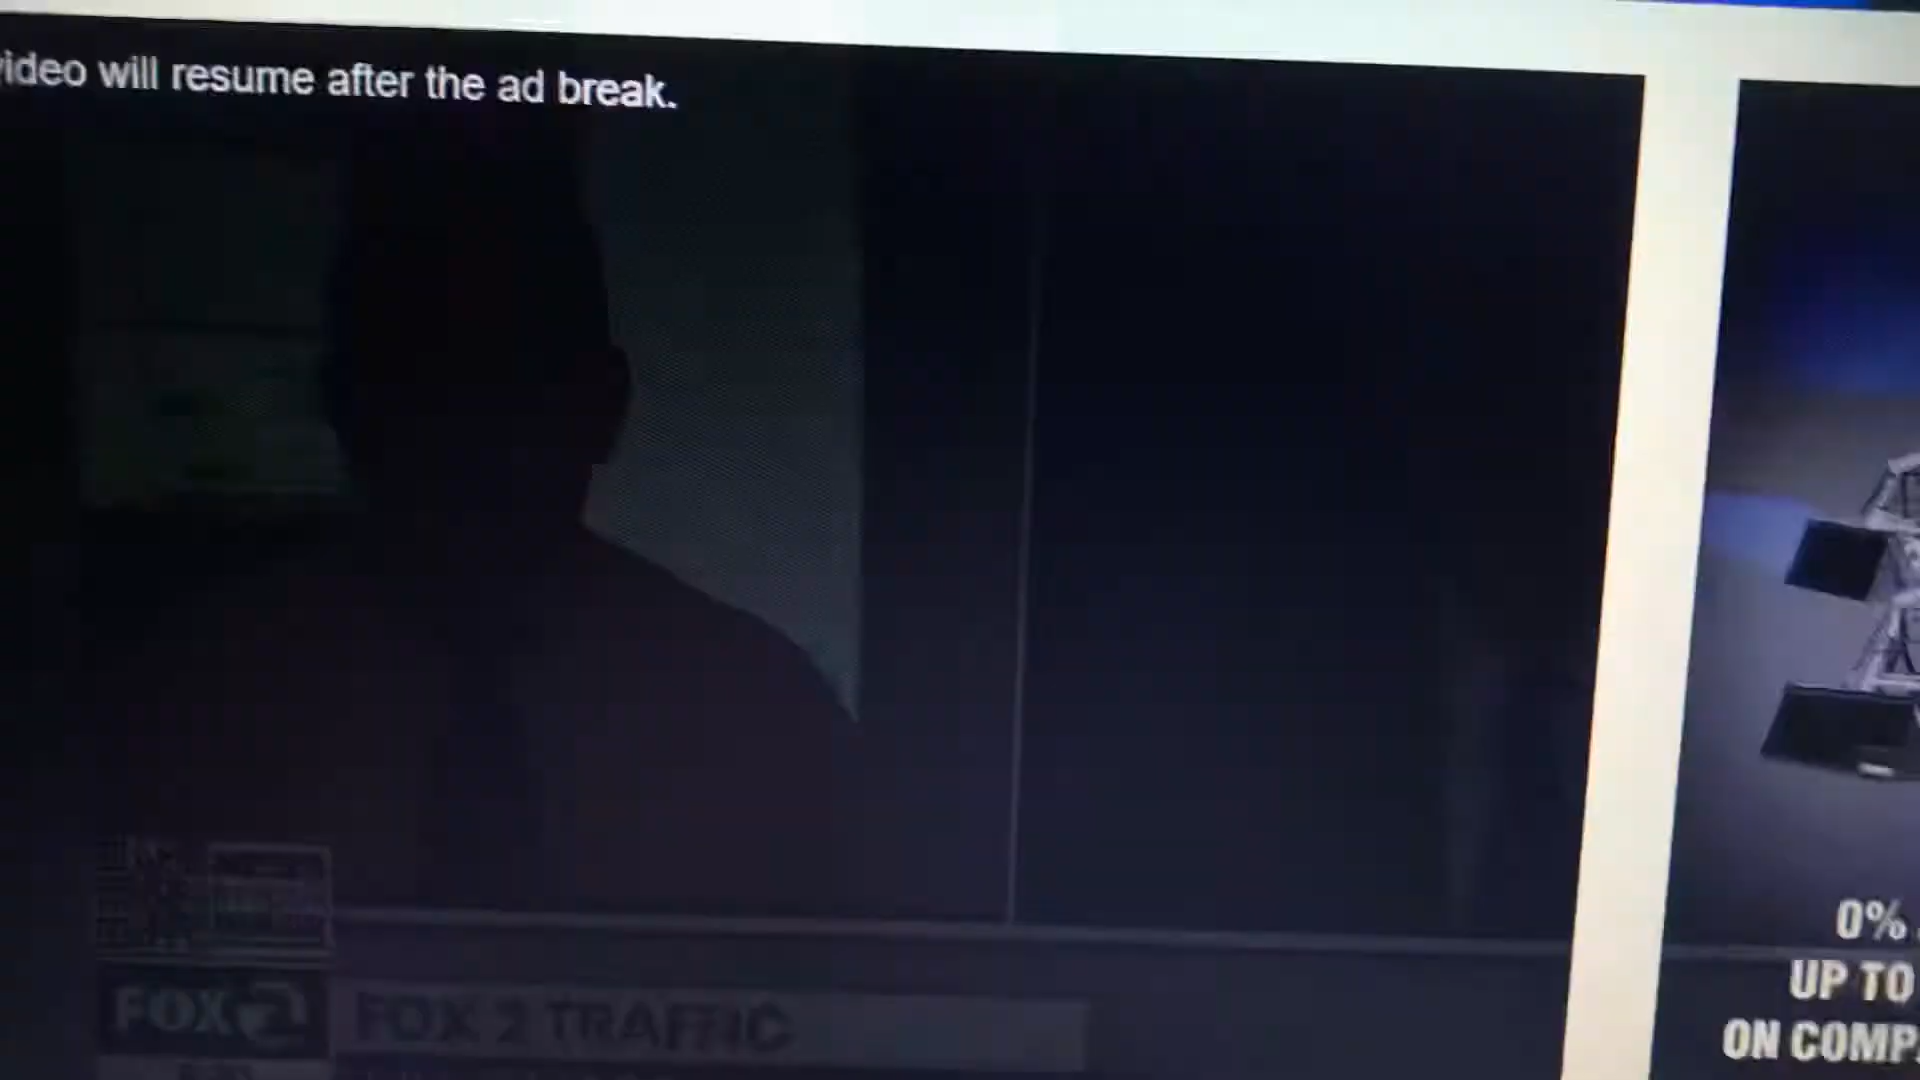 video will resume after the ad break.
FOX 2
FOX 2 TRAFFIC
0%
UP TO
ON COMP